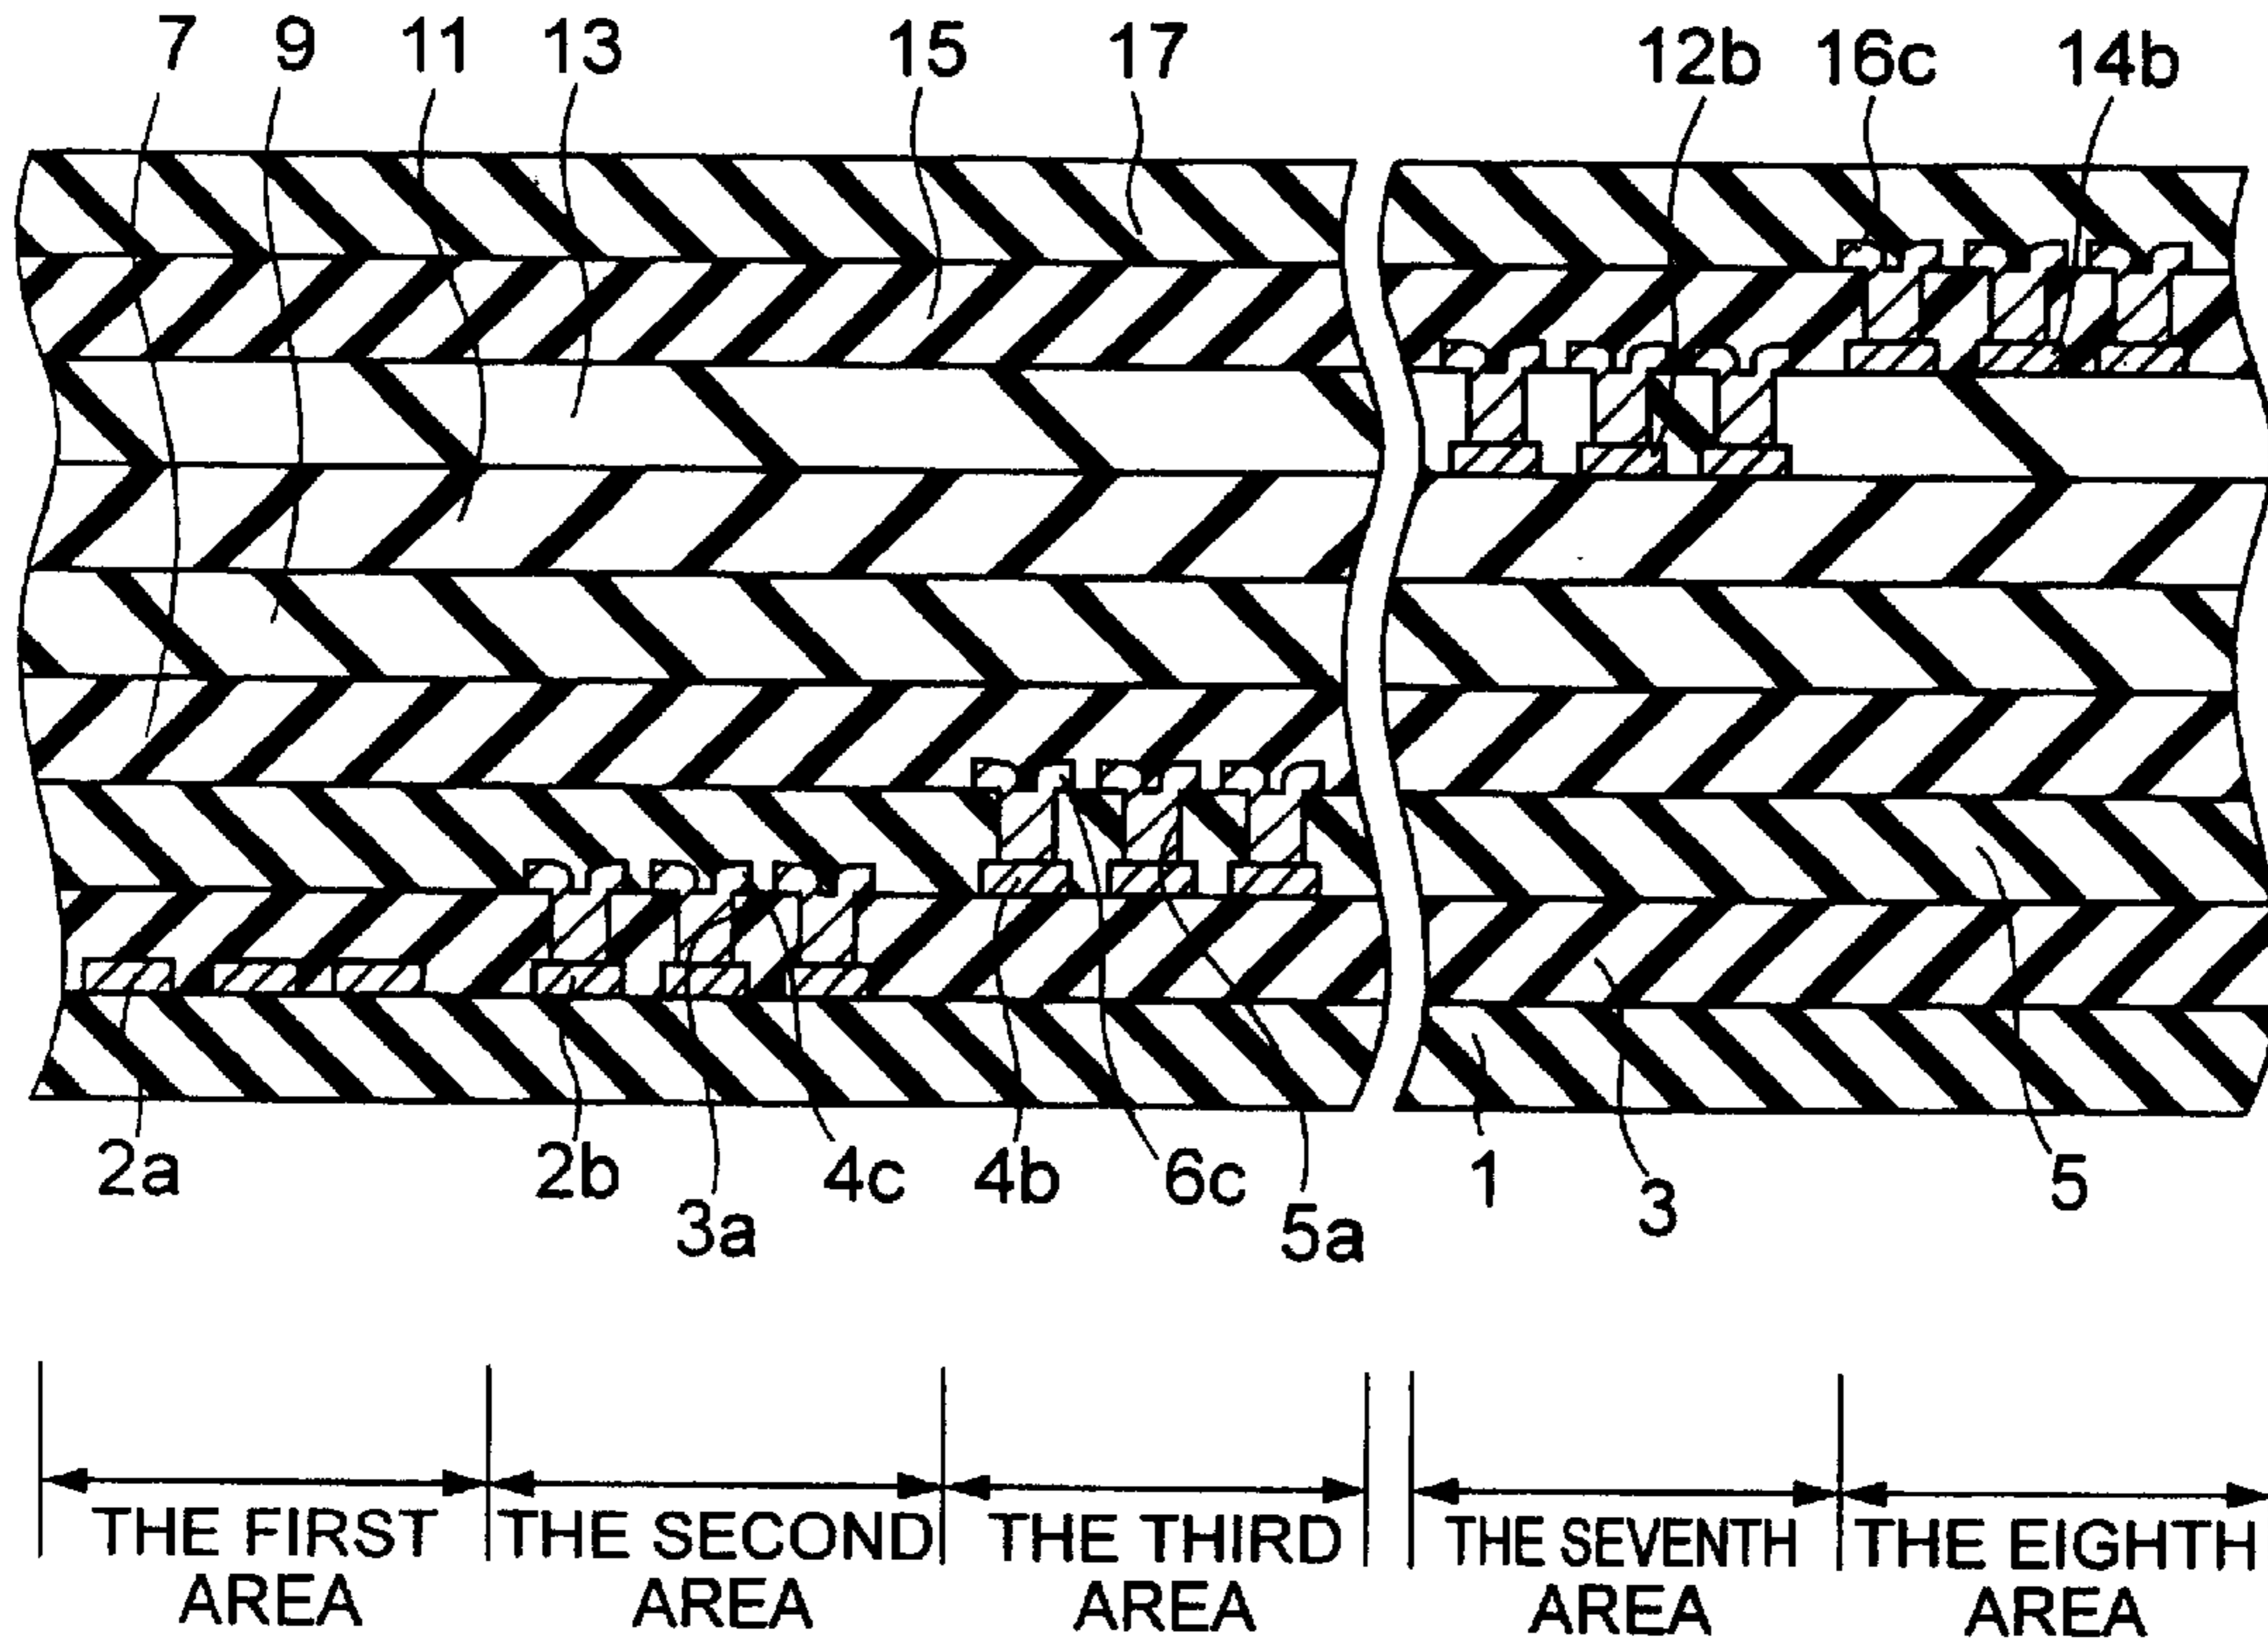 7 9 11 13 15 17 12b 16c 14b
2a 2b 3a 4c 4b 6c 5a 1 3 5
THE FIRST AREA
THE SECOND AREA
THE THIRD AREA
THE SEVENTH AREA
THE EIGHTH AREA